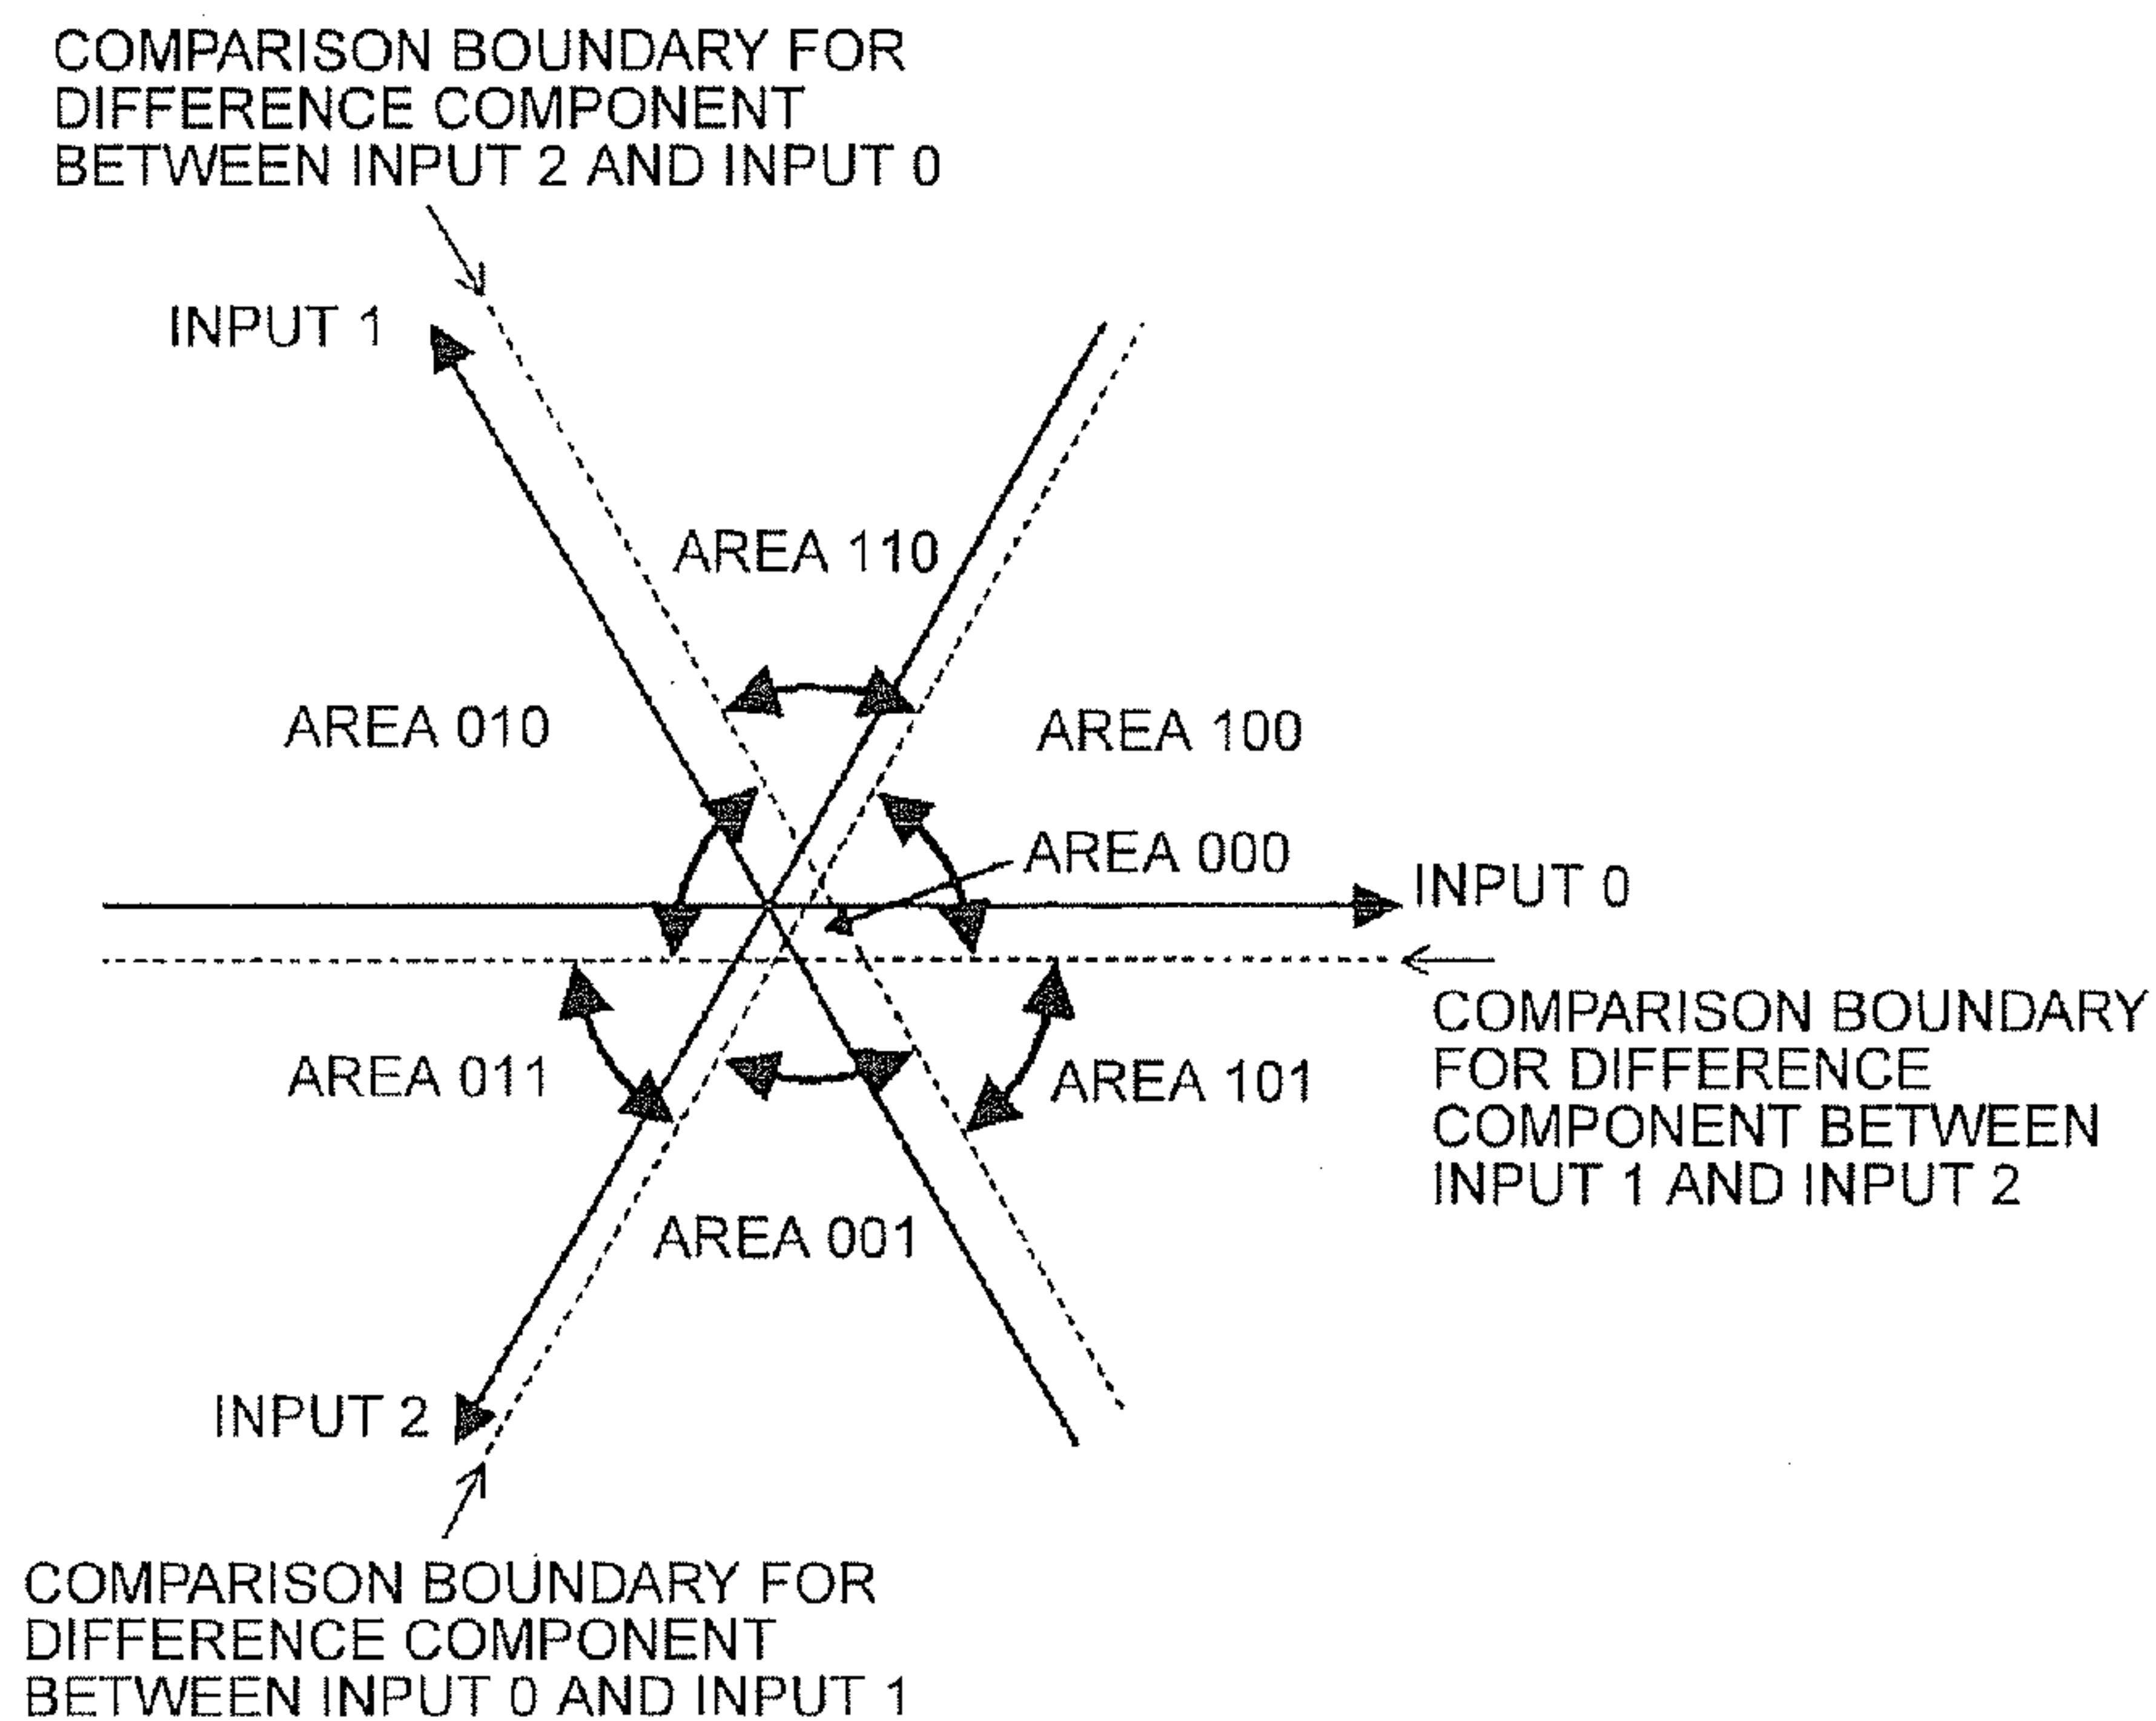 COMPARISON BOUNDARY FOR
DIFFERENCE COMPONENT
BETWEEN INPUT 2 AND INPUT 0
INPUT 1
AREA 110
AREA 010
AREA 100
AREA 000
INPUT 0
COMPARISON BOUNDARY
FOR DIFFERENCE
COMPONENT BETWEEN
INPUT 1 AND INPUT 2
AREA 011
AREA 101
AREA 001
INPUT 2
COMPARISON BOUNDARY FOR
DIFFERENCE COMPONENT
BETWEEN INPUT 0 AND INPUT 1